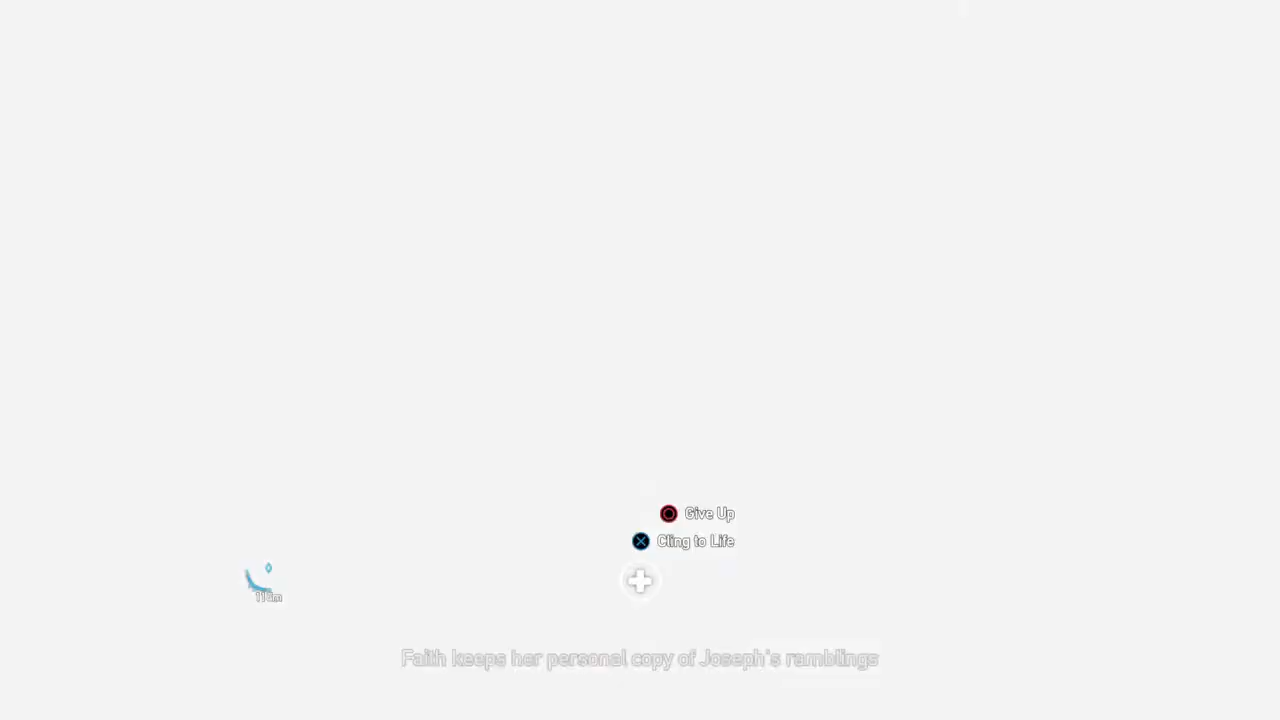 Give Up
Cling to Life
Faith keeps her personal copy of Joseph's ramblings